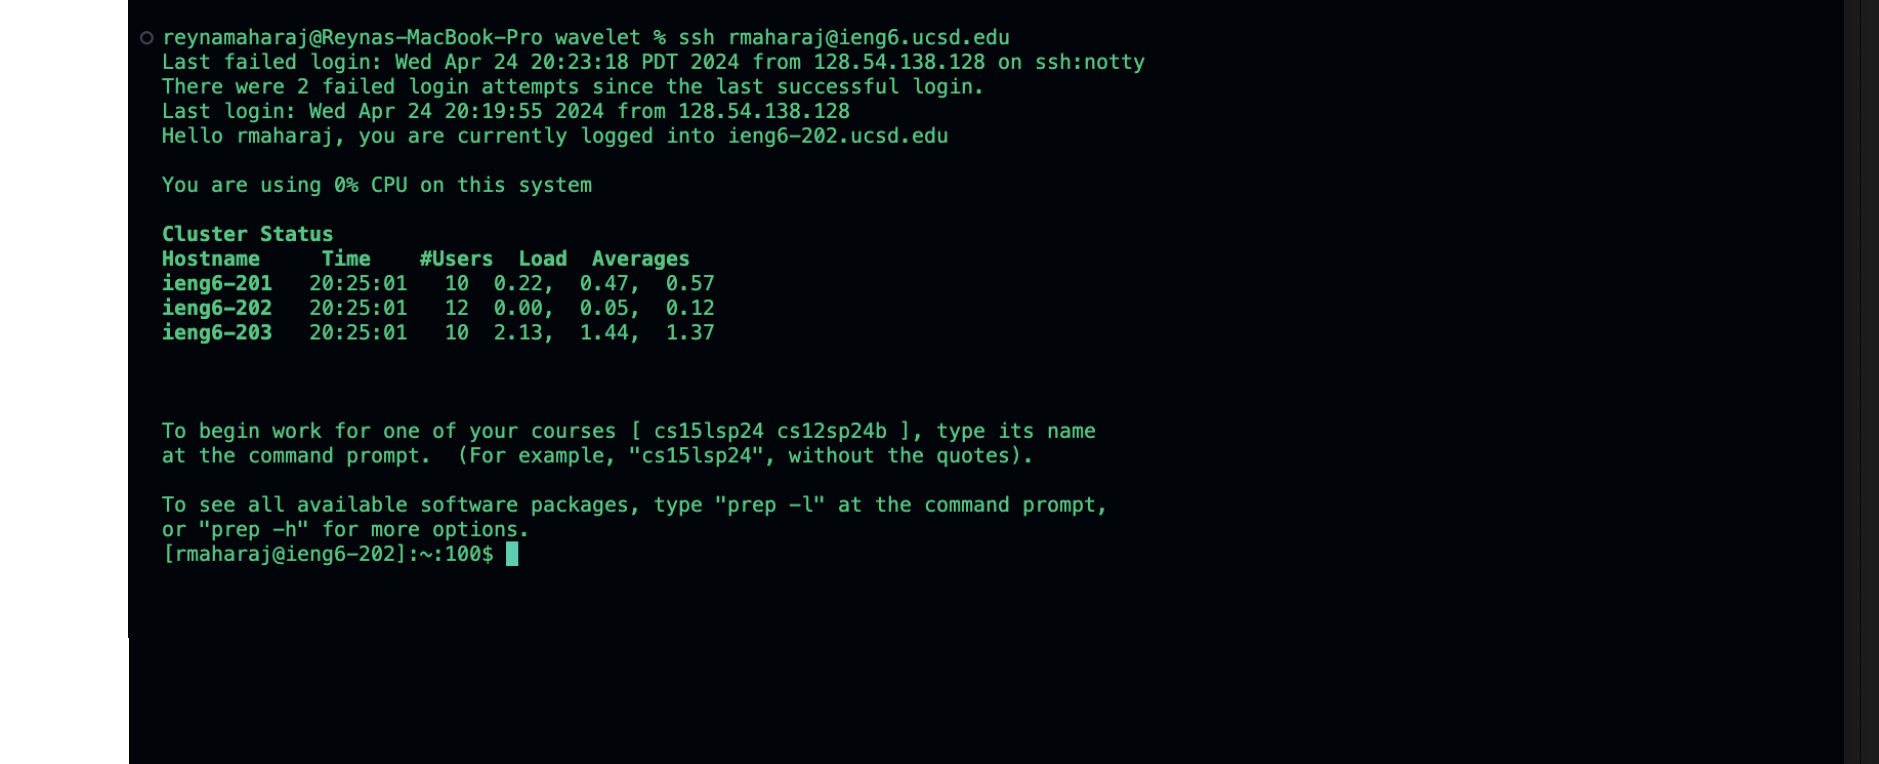 reynamaharaj@Reynas-MacBook-Pro wavelet % ssh rmaharaj@ieng6.ucsd.edu
Last failed login: Wed Apr 24 20:23:18 PDT 2024 from 128.54.138.128 on ssh:notty
There were 2 failed login attempts since the last successful login.
Last login: Wed Apr 24 20:19:55 2024 from 128.54.138.128
Hello rmaharaj, you are currently logged into ieng6-202.ucsd.edu
You are using 0% CPU on this system
Cluster Status
Hostname     Time    #Users  Load  Averages
ieng6-201   20:25:01   10  0.22,  0.47,  0.57
ieng6-202   20:25:01   12  0.00,  0.05,  0.12
ieng6-203   20:25:01   10  2.13,  1.44,  1.37
To begin work for one of your courses [ cs15lsp24 cs12sp24b ], type its name
at the command prompt.  (For example, "cs15lsp24", without the quotes).
To see all available software packages, type "prep -l" at the command prompt,
or "prep -h" for more options.
[rmaharaj@ieng6-202]:~:100$